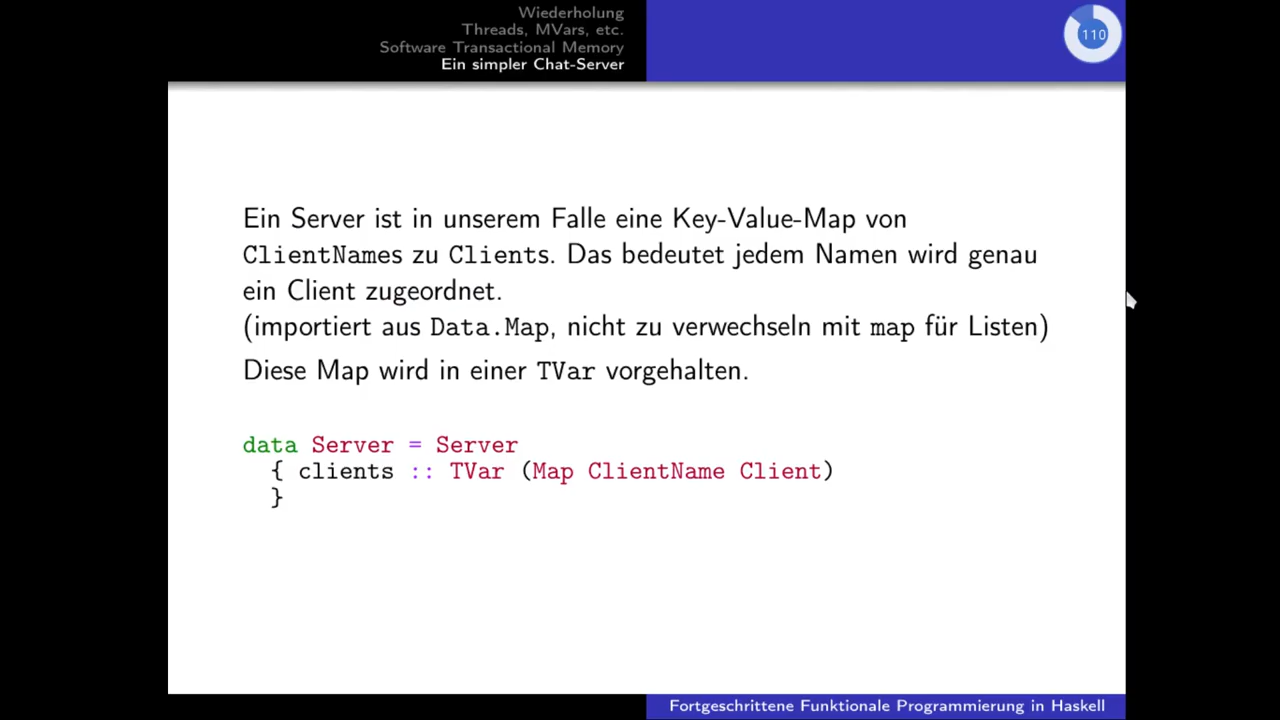 Wiederholung
Threads, MVars, etc.
Software Transactional Memory
Ein simpler Chat-Server
110
Ein Server ist in unserem Falle eine Key-Value-Map von
ClientNames zu Clients. Das bedeutet jedem Namen wird genau
ein Client zugeordnet.
(importiert aus Data.Map, nicht zu verwechseln mit map für Listen)
Diese Map wird in einer TVar vorgehalten.
data Server = Server
{ clients :: TVar (Map ClientName Client)
}
Fortgeschrittene Funktionale Programmierung in Haskell